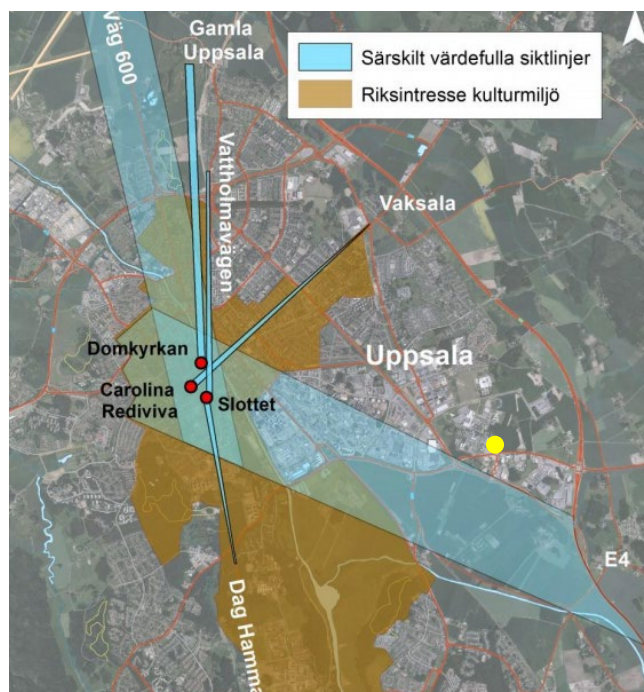 Väg 600
Gamla
Uppsala
Särskilt värdefulla siktlinjer
Riksintresse kulturmiljö
Vattholmavägen
Vaksala
Domkyrkan
Uppsala
Carolina
Rediviva
Slottet
E4
Dag Hamma